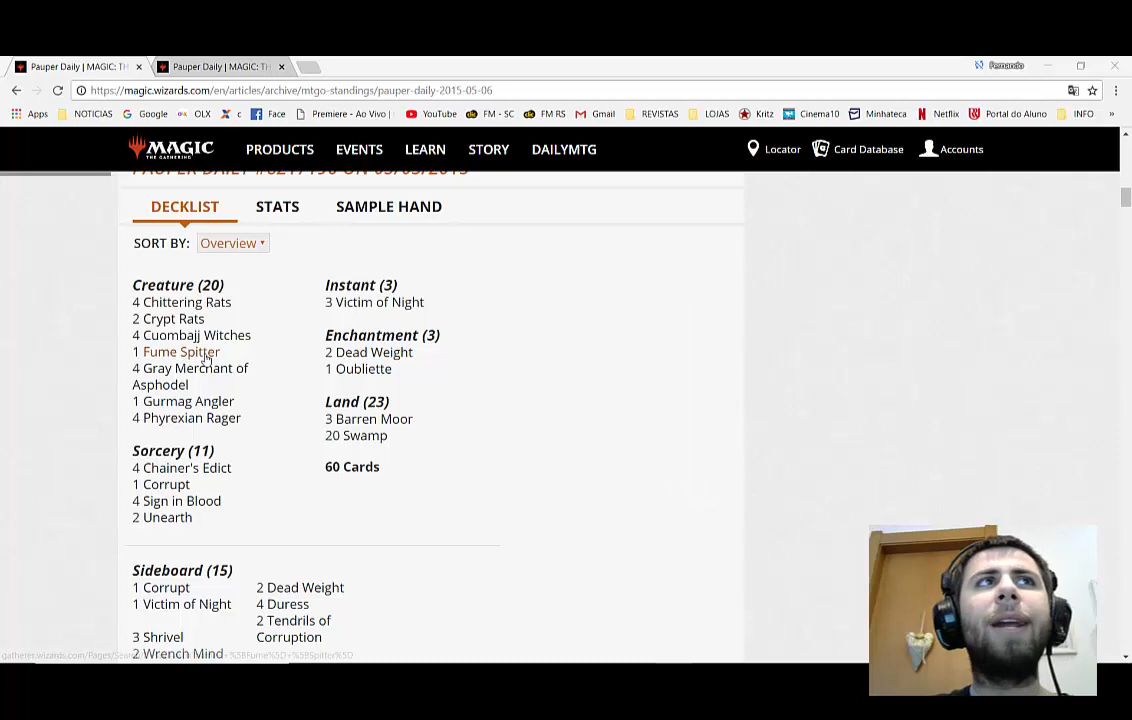 Pauper Daily | MAGIC: TH
Pauper Daily | MAGIC: TH
Fernando
https://magic.wizards.com/en/articles/archive/mtgo-standings/pauper-daily-2015-05-06
Apps NOTICIAS Google OLX c Face Premiere - Ao Vivo | YouTube FM - SC FM RS Gmail REVISTAS LOJAS Kritz Cinema10 Minhateca Netflix Portal do Aluno INFO »
MAGIC THE GATHERING PRODUCTS EVENTS LEARN STORY DAILYMTG Locator Card Database Accounts
DECKLIST STATS SAMPLE HAND
SORT BY: Overview
Creature (20)
4 Chittering Rats
2 Crypt Rats
4 Cuombajj Witches
1 Fume Spitter
4 Gray Merchant of
Asphodel
1 Gurmag Angler
4 Phyrexian Rager
Sorcery (11)
4 Chainer's Edict
1 Corrupt
4 Sign in Blood
2 Unearth
Instant (3)
3 Victim of Night
Enchantment (3)
2 Dead Weight
1 Oubliette
Land (23)
3 Barren Moor
20 Swamp
60 Cards
Sideboard (15)
1 Corrupt
1 Victim of Night
3 Shrivel
2 Wrench Mind
2 Dead Weight
4 Duress
2 Tendrils of
Corruption